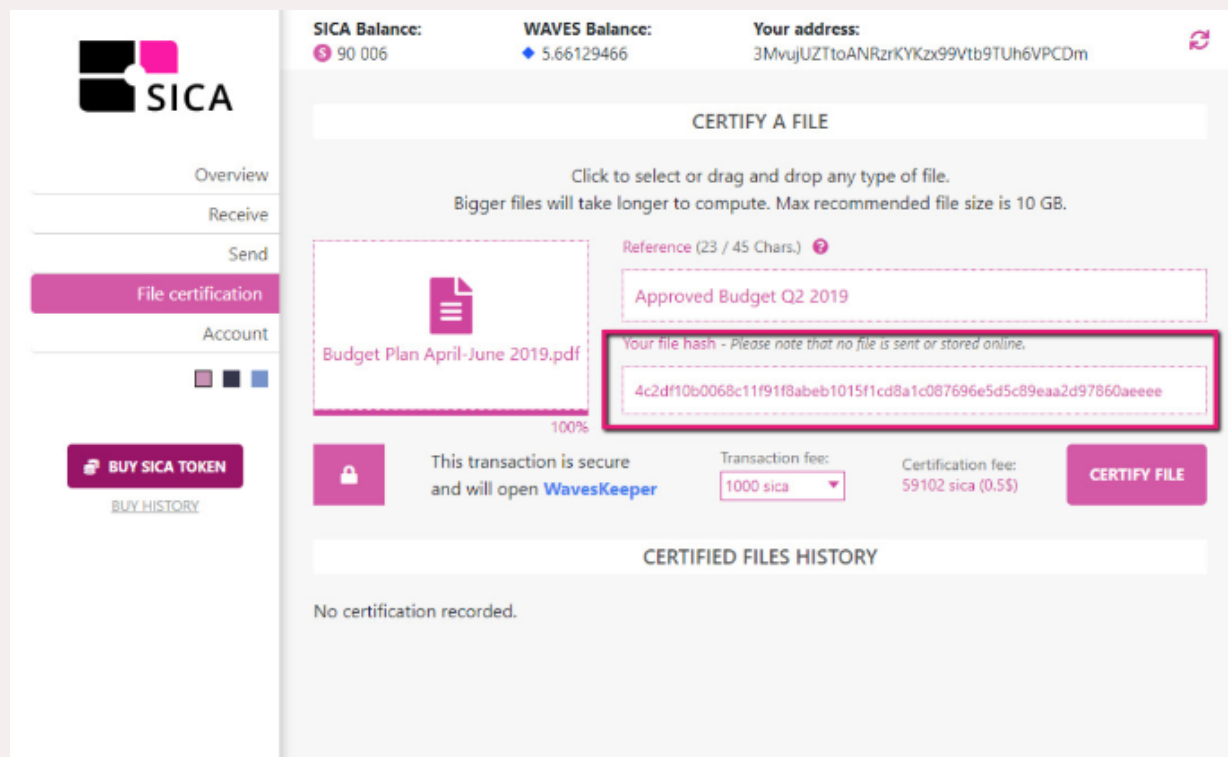 SICA
Overview
Receive
Send
File certification
Account
BUY SICA TOKEN
BUY HISTORY
SICA Balance: WAVES Balance: Your address:
S 90 006 5.66129466 3MvujUZTtoANRzrKYKzx99Vtb9TUh6VPCDm
CERTIFY A FILE
Click to select or drag and drop any type of file.
Bigger files will take longer to compute. Max recommended file size is 10 GB.
Budget Plan April-June 2019.pdf
100%
Reference (23 / 45 Chars.) ?
Approved Budget Q2 2019
Your file hash - Please note that no file is sent or stored online.
4c2df10b0068c11f91f8abeb1015f1cd8a1c087696e5d5c89eaa2d97860aeeee
This transaction is secure
and will open WavesKeeper
Transaction fee:
1000 sica
Certification fee:
59102 sica (0.5$)
CERTIFY FILE
CERTIFIED FILES HISTORY
No certification recorded.